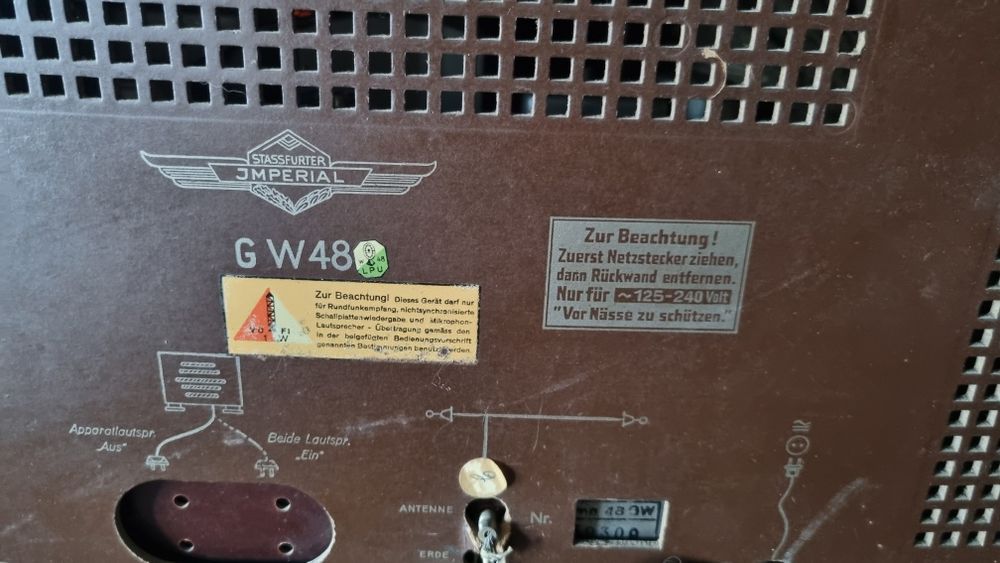 STASSFURTER
JMPERIAL
G W48
W 48
LPU
Zur Beachtung!
Zuerst Netzstecker ziehen,
dann Rückwand entfernen.
Nur für ~125-240 Volt
"Vor Nässe zu schützen."
Zur Beachtung! Dieses Gerät darf nur
für Rundfunkempfang, nichtsynchronisierte
Schallplattenwiedergabe und Mikrophon-
Lautsprecher - Übertragung gemäss den
in der beigefügten Bedienungsvorschrift
genannten Bestimmungen benutzt werden.
Apparatlautspr.
„Aus"
Beide Lautspr.
„Ein"
ANTENNE
ERDE
Nr.